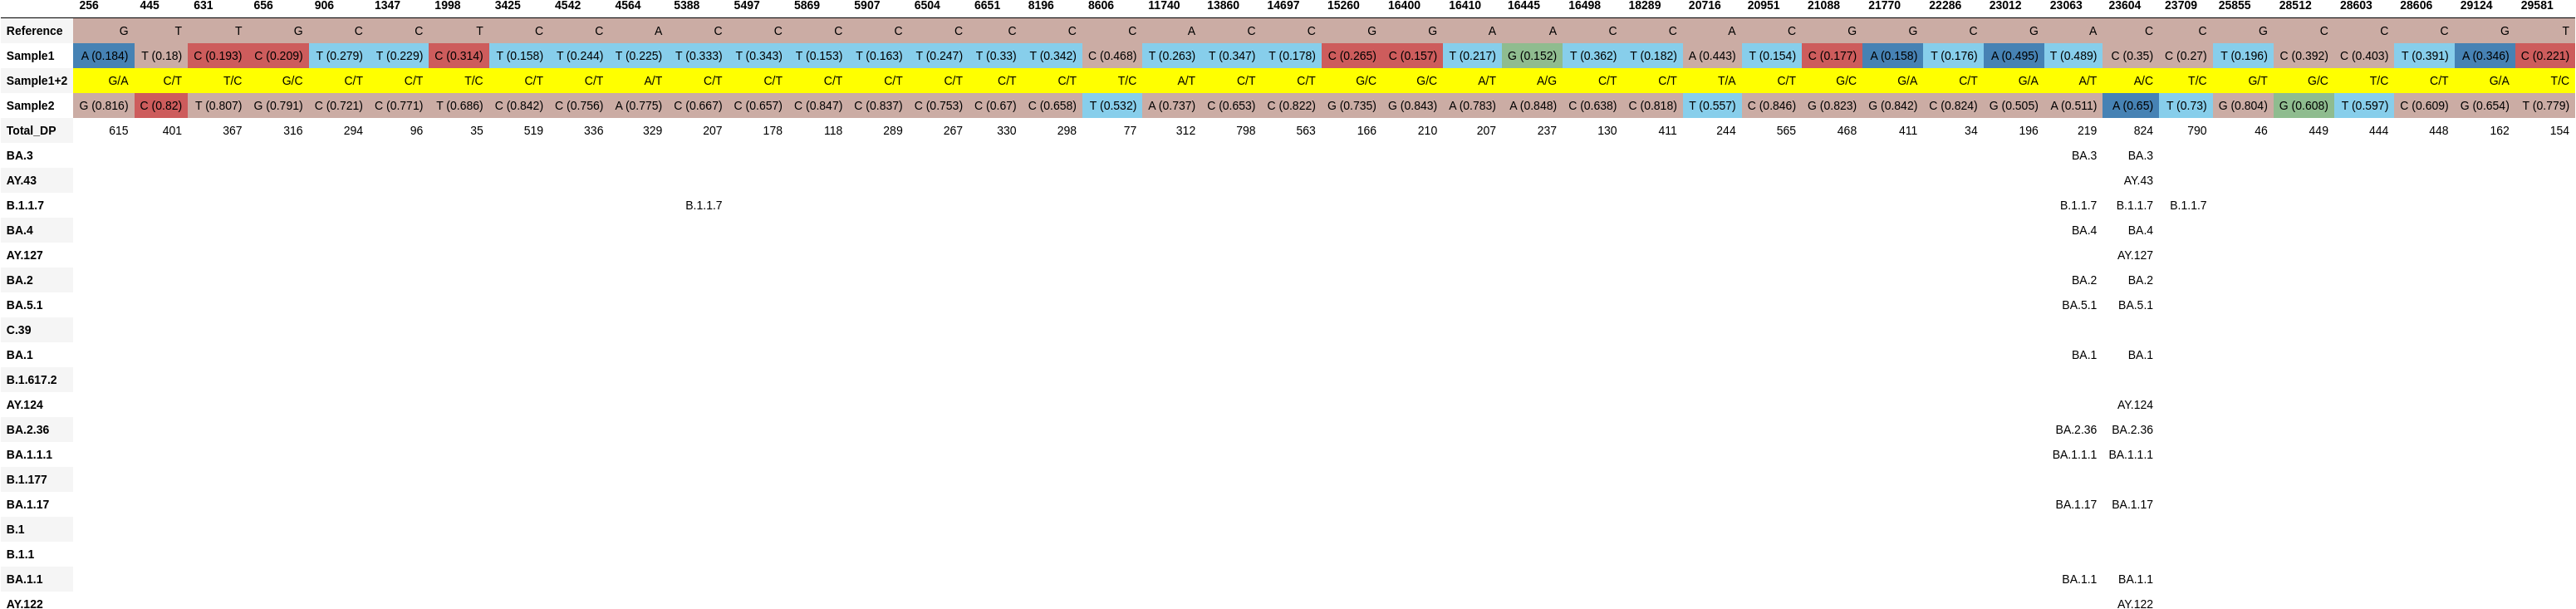 256 445 631 656 906 1347 1998 3425 4542 4564 5388 5497 5869 5907 6504 6651 8196 8606 11740 13860 14697 15260 16400 16410 16445 16498 18289 20716 20951 21088 21770 22286 23012 23063 23604 23709 25855 28512 28603 28606 29124 29581
Reference G T T G C C T C C A C C C C C C C C A C C G G A A C C A C G G C G A C C G C C C G T
Sample1 A (0.184) T (0.18) C (0.193) C (0.209) T (0.279) T (0.229) C (0.314) T (0.158) T (0.244) T (0.225) T (0.333) T (0.343) T (0.153) T (0.163) T (0.247) T (0.33) T (0.342) C (0.468) T (0.263) T (0.347) T (0.178) C (0.265) C (0.157) T (0.217) G (0.152) T (0.362) T (0.182) A (0.443) T (0.154) C (0.177) A (0.158) T (0.176) A (0.495) T (0.489) C (0.35) C (0.27) T (0.196) C (0.392) C (0.403) T (0.391) A (0.346) C (0.221)
Sample1+2 G/A C/T T/C G/C C/T C/T T/C C/T C/T A/T C/T C/T C/T C/T C/T C/T C/T T/C A/T C/T C/T G/C G/C A/T A/G C/T C/T T/A C/T G/C G/A C/T G/A A/T A/C T/C G/T G/C T/C C/T G/A T/C
Sample2 G (0.816) C (0.82) T (0.807) G (0.791) C (0.721) C (0.771) T (0.686) C (0.842) C (0.756) A (0.775) C (0.667) C (0.657) C (0.847) C (0.837) C (0.753) C (0.67) C (0.658) T (0.532) A (0.737) C (0.653) C (0.822) G (0.735) G (0.843) A (0.783) A (0.848) C (0.638) C (0.818) T (0.557) C (0.846) G (0.823) G (0.842) C (0.824) G (0.505) A (0.511) A (0.65) T (0.73) G (0.804) G (0.608) T (0.597) C (0.609) G (0.654) T (0.779)
Total_DP 615 401 367 316 294 96 35 519 336 329 207 178 118 289 267 330 298 77 312 798 563 166 210 207 237 130 411 244 565 468 411 34 196 219 824 790 46 449 444 448 162 154
BA.3 BA.3 BA.3
AY.43 AY.43
B.1.1.7 B.1.1.7 B.1.1.7 B.1.1.7 B.1.1.7
BA.4 BA.4 BA.4
AY.127 AY.127
BA.2 BA.2 BA.2
BA.5.1 BA.5.1 BA.5.1
C.39
BA.1 BA.1 BA.1
B.1.617.2
AY.124 AY.124
BA.2.36 BA.2.36 BA.2.36
BA.1.1.1 BA.1.1.1 BA.1.1.1
B.1.177
BA.1.17 BA.1.17 BA.1.17
B.1
B.1.1
BA.1.1 BA.1.1 BA.1.1
AY.122 AY.122